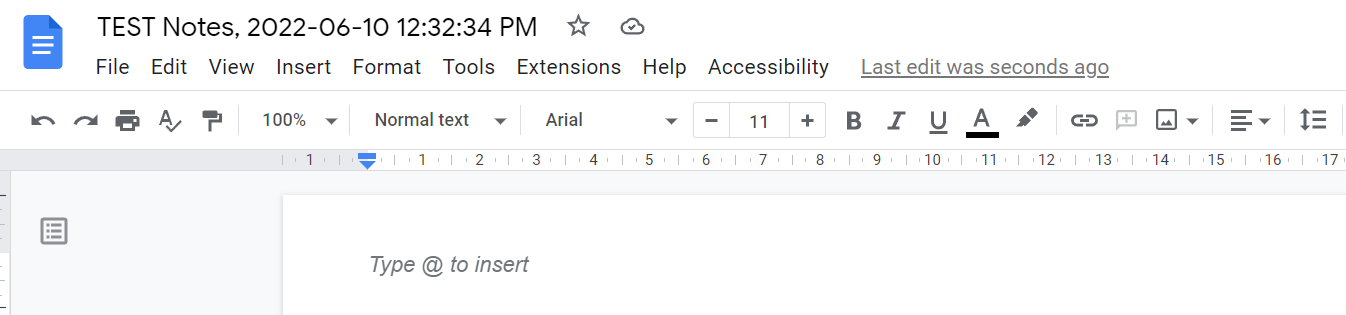 TEST Notes, 2022-06-10 12:32:34 PM
File Edit View Insert Format Tools Extensions Help Accessibility Last edit was seconds ago
100% Normal text Arial − 11 + B I U A
1 1 2 3 4 5 6 7 8 9 10 11 12 13 14 15 16 17
Type @ to insert